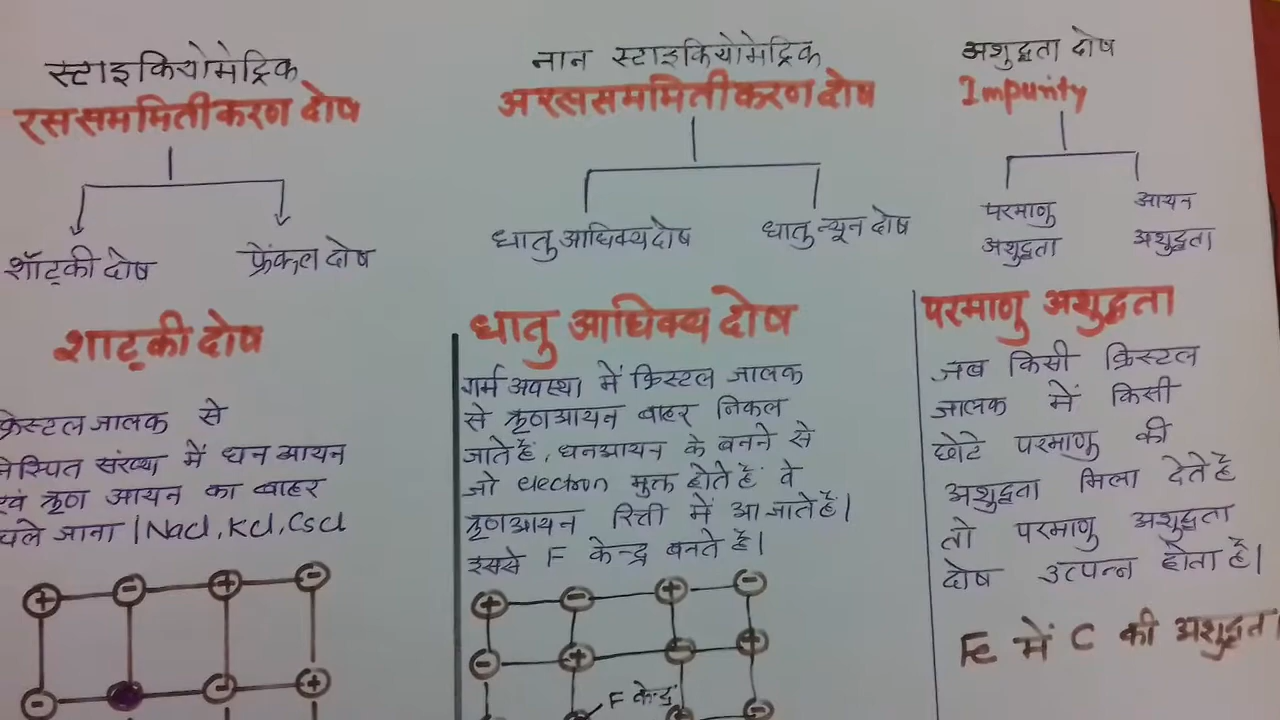 स्टाइकियोमेट्रिक
रससममितीकरण दोष
शॉट्की दोष
फ्रेंकल दोष
नान स्टाइकियोमेट्रिक
अरससममितीकरण दोष
धातु आधिक्य दोष
धातु न्यून दोष
अशुद्धता दोष
Impurity
परमाणु
अशुद्धता
आयन
अशुद्धता
शाट्की दोष
क्रिस्टल जालक से
निश्चित संख्या में धन आयन
एवं ऋण आयन का बाहर
चले जाना । Nacl, Kcl, Cscl
+ - + -
- - +
धातु आधिक्य दोष
गर्म अवस्था में क्रिस्टल जालक
से ऋणआयन बाहर निकल
जाते हैं, धनआयन के बनने से
जो electron मुक्त होते हैं वे
ऋणआयन रिक्ती में आ जाते हैं।
इससे F केन्द्र बनते है।
+ - + -
- + - +
F केन्द्र
-
परमाणु अशुद्धता
जब किसी क्रिस्टल
जालक में किसी
छोटे परमाणु की
अशुद्धता मिला देते है
तो परमाणु अशुद्धता
दोष उत्पन्न होता है।
Fe में C की अशुद्धता